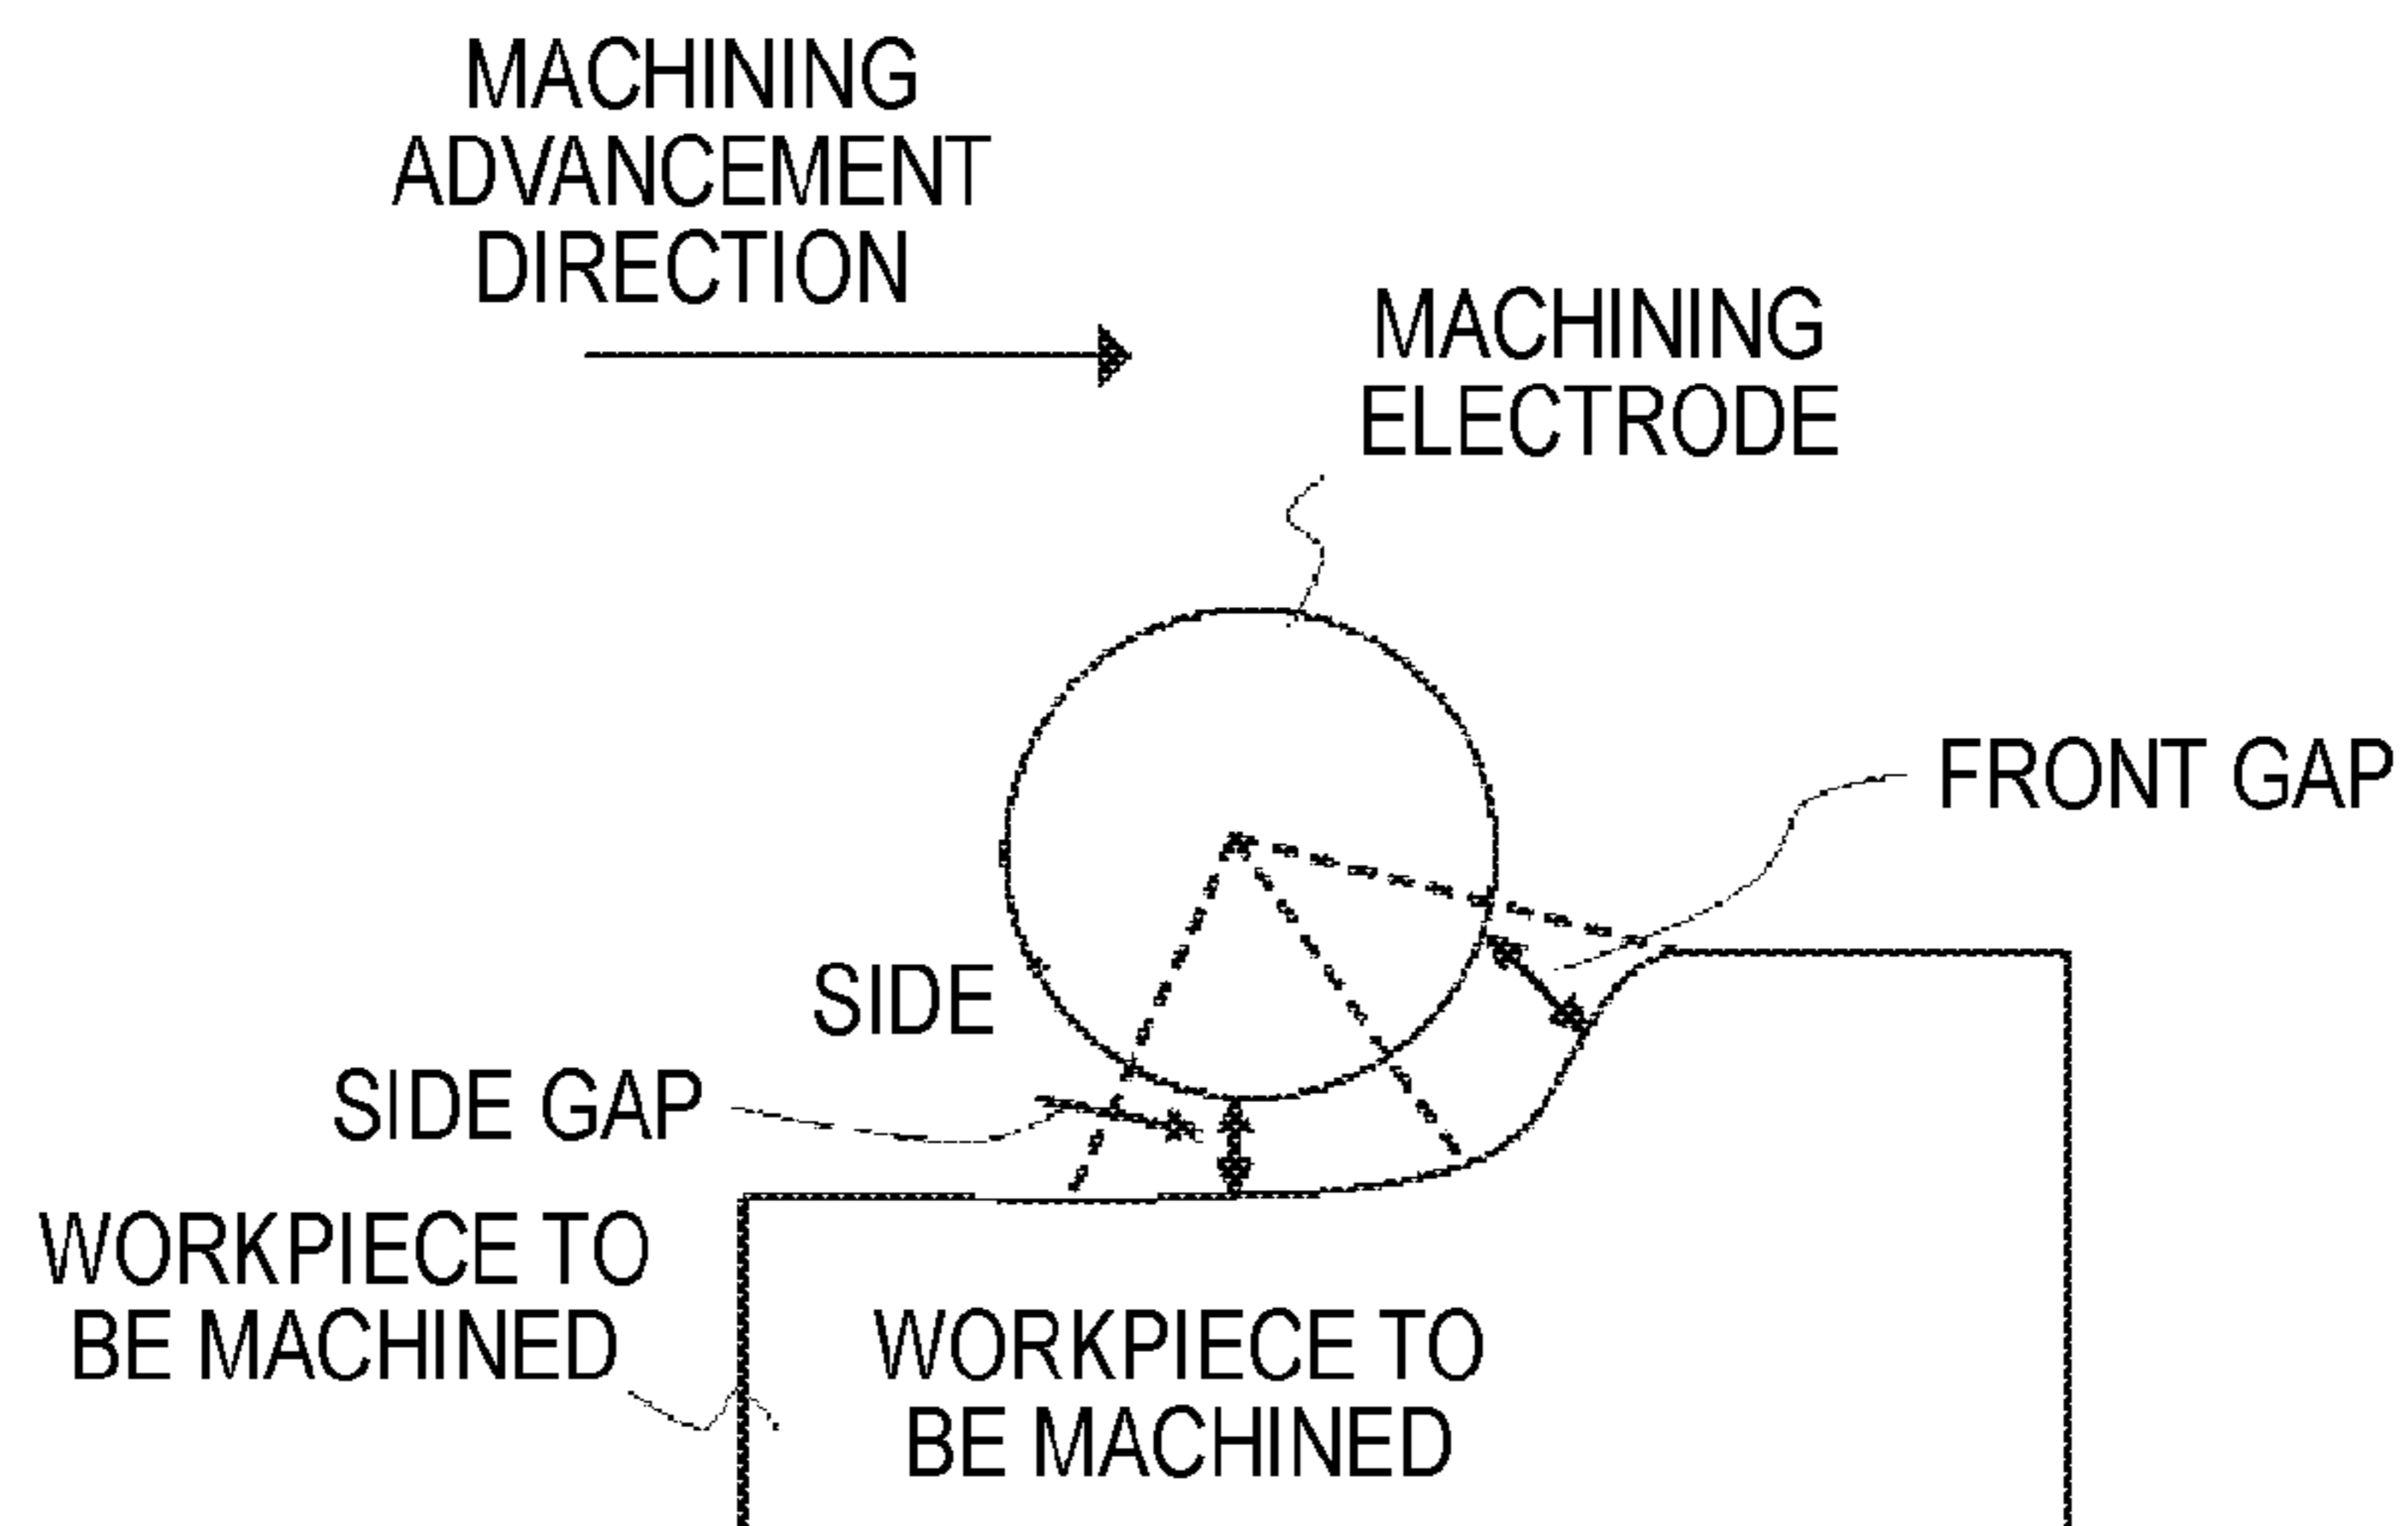 MACHINING
ADVANCEMENT
DIRECTION
MACHINING
ELECTRODE
FRONT GAP
SIDE
SIDE GAP
WORKPIECE TO
BE MACHINED
WORKPIECE TO
BE MACHINED